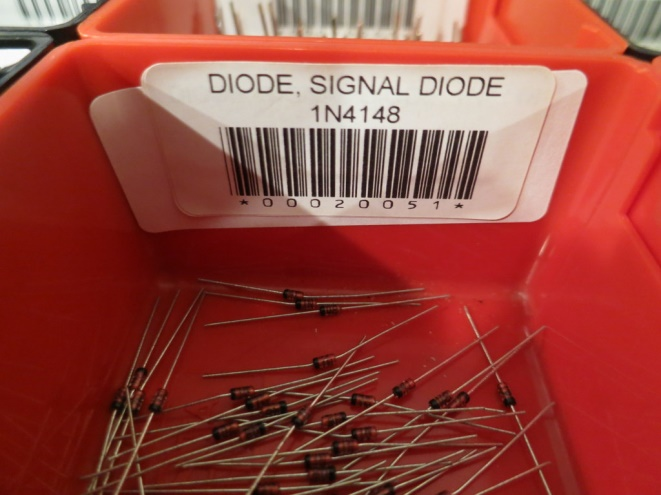 DIODE, SIGNAL DIODE
1N4148
*00020051*